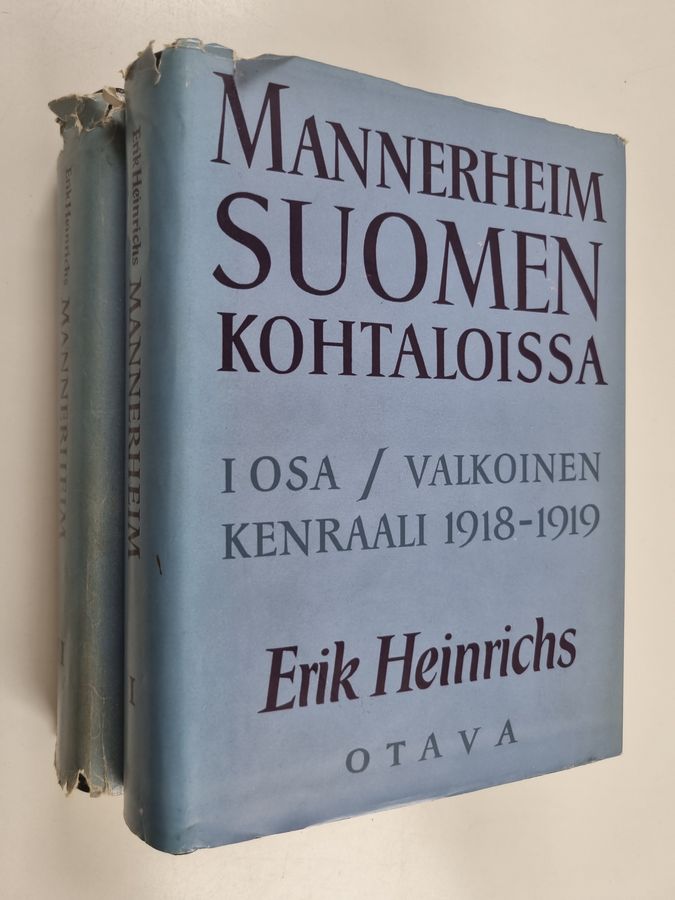 MANNERHEIM
SUOMEN
KOHTALOISSA
I OSA / VALKOINEN
KENRAALI 1918-1919
Erik Heinrichs
OTAVA
Erik Heinrichs MANNERHEIM I
Erik Heinrichs MANNERHEIM I